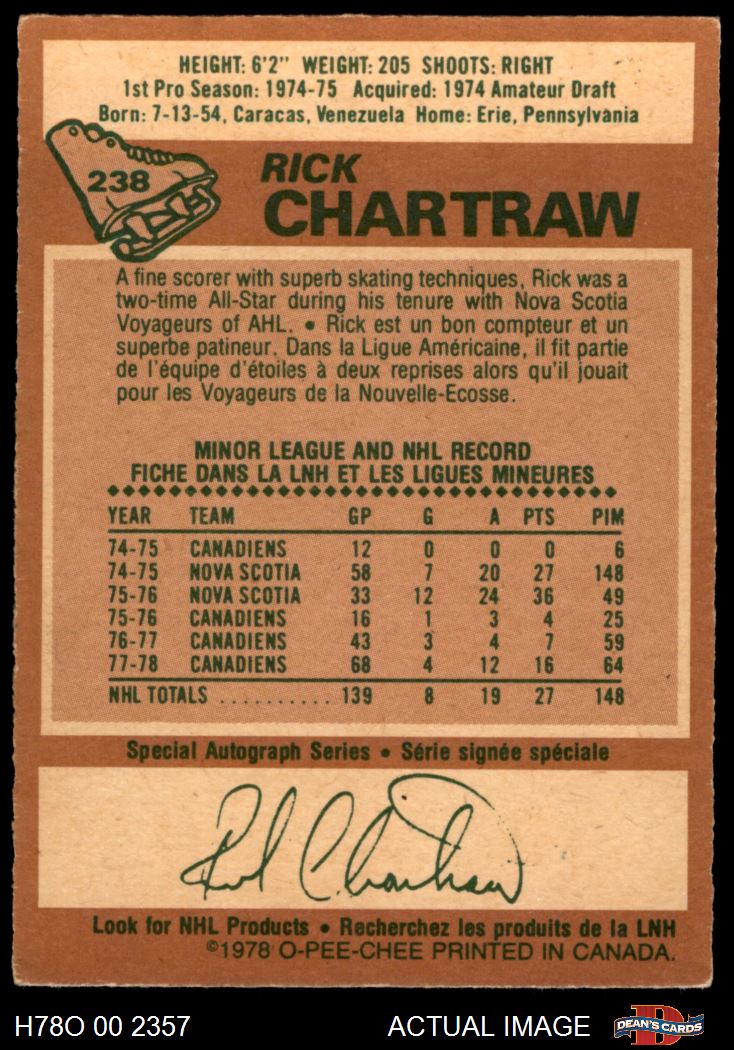 HEIGHT: 6'2" WEIGHT: 205 SHOOTS: RIGHT
1st Pro Season: 1974-75 Acquired: 1974 Amateur Draft
Born: 7-13-54, Caracas, Venezuela Home: Erie, Pennsylvania
238
RICK
CHARTRAW
A fine scorer with superb skating techniques, Rick was a
two-time All-Star during his tenure with Nova Scotia
Voyageurs of AHL. • Rick est un bon compteur et un
superbe patineur. Dans la Ligue Américaine, il fit partie
de l'équipe d'étoiles à deux reprises alors qu'il jouait
pour les Voyageurs de la Nouvelle-Ecosse.
MINOR LEAGUE AND NHL RECORD
FICHE DANS LA LNH ET LES LIGUES MINEURES
YEAR TEAM GP G A PTS PIM
74-75 CANADIENS 12 0 0 0 6
74-75 NOVA SCOTIA 58 7 20 27 148
75-76 NOVA SCOTIA 33 12 24 36 49
75-76 CANADIENS 16 1 3 4 25
76-77 CANADIENS 43 3 4 7 59
77-78 CANADIENS 68 4 12 16 64
NHL TOTALS .......... 139 8 19 27 148
Special Autograph Series • Série signée spéciale
Rick Chartraw
Look for NHL Products • Recherchez les produits de la LNH
©1978 O-PEE-CHEE PRINTED IN CANADA.
H78O 00 2357 ACTUAL IMAGE D DEAN'S CARDS